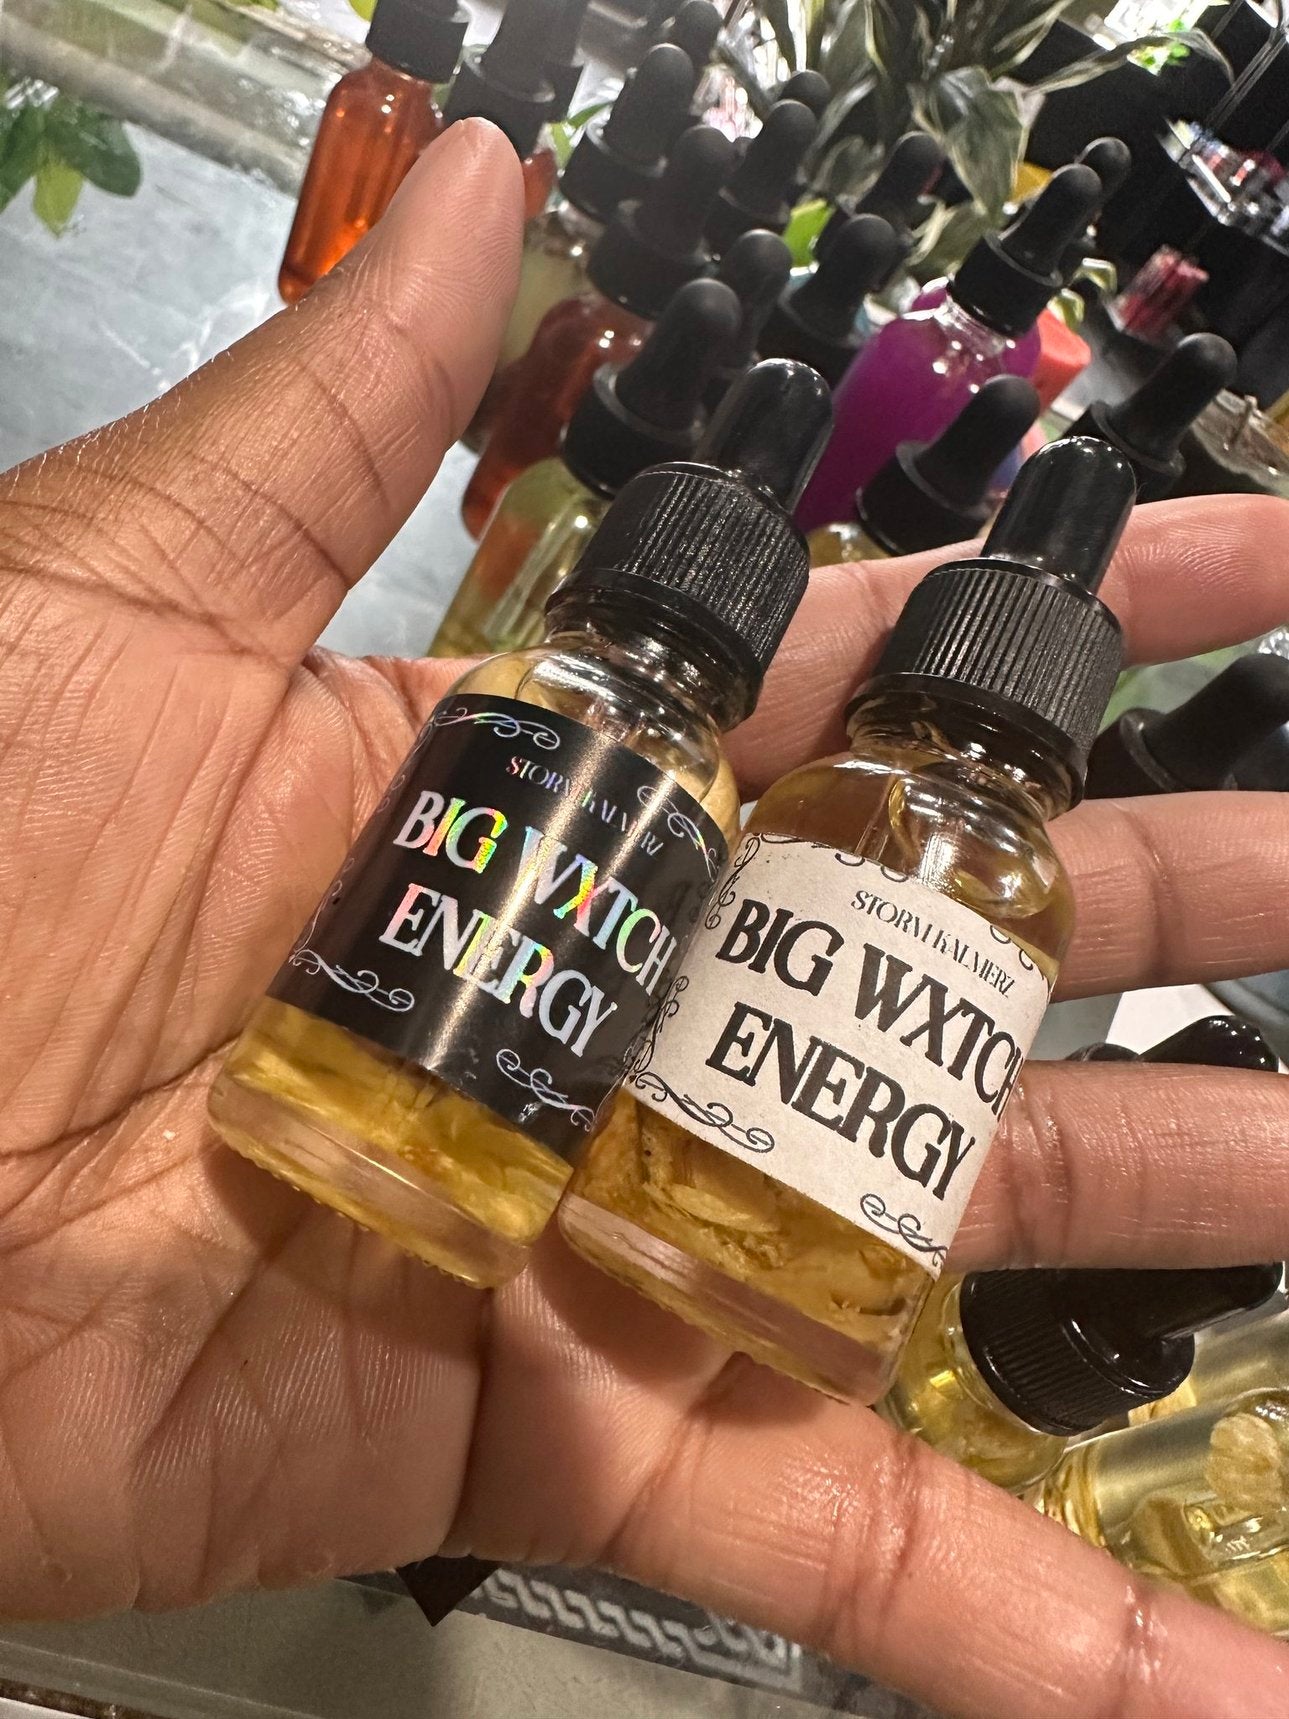 STORM KALMERZ
BIG WXTCH
ENERGY
STORM KALMERZ
BIG WXTCH
ENERGY